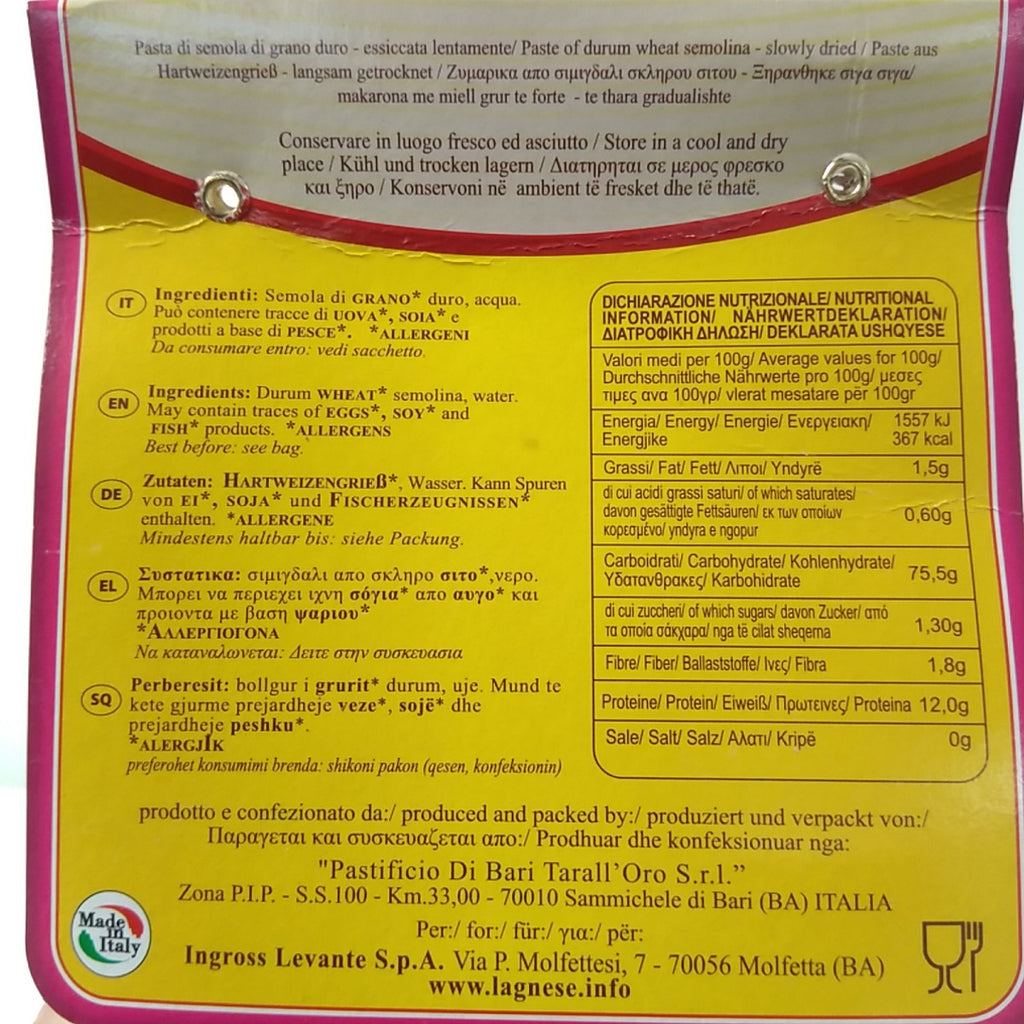 Pasta di semola di grano duro - essiccata lentamente/ Paste of durum wheat semolina - slowly dried / Paste aus
Hartweizengrieß - langsam getrocknet / Ζυμαρικα απο σιμιγδαλι σκληρου σιτου - Ξηρανθηκε σιγα σιγα/
makarona me miell grur te forte - te thara gradualishte
Conservare in luogo fresco ed asciutto / Store in a cool and dry
place / Kühl und trocken lagern / Διατηρηται σε μερος φρεσκο
και ξηρο / Konservoni në ambient të fresket dhe të thatë.
IT
Ingredienti: Semola di GRANO* duro, acqua.
Può contenere tracce di UOVA*, SOIA* e
prodotti a base di PESCE*. *ALLERGENI
Da consumare entro: vedi sacchetto.
EN
Ingredients: Durum WHEAT* semolina, water.
May contain traces of EGGS*, SOY* and
FISH* products. *ALLERGENS
Best before: see bag.
DE
Zutaten: HARTWEIZENGRIEß*, Wasser. Kann Spuren
von EI*, SOJA* und FISCHERZEUGNISSEN*
enthalten. *ALLERGENE
Mindestens haltbar bis: siehe Packung.
EL
Συστατικα: σιμιγδαλι απο σκληρο σιτο*,νερο.
Μπορει να περιεχει ιχνη σόγια* απο αυγο* και
προιοντα με βαση ψαριου*
*ΑΛΛΕΡΓΙΟΓΟΝΑ
Να καταναλωνεται: Δειτε στην συσκευασια
SQ
Perberesit: bollgur i grurit* durum, uje. Mund te
kete gjurme prejardheje veze*, sojë* dhe
prejardheje peshku*.
*ALERGJIK
preferohet konsumimi brenda: shikoni pakon (qesen, konfeksionin)
DICHIARAZIONE NUTRIZIONALE/ NUTRITIONAL
INFORMATION/ NÄHRWERTDEKLARATION/
ΔΙΑΤΡΟΦΙΚΗ ΔΗΛΩΣΗ/ DEKLARATA USHQYESE
Valori medi per 100g/ Average values for 100g/
Durchschnittliche Nährwerte pro 100g/ μεσες
τιμες ανα 100γρ/ vlerat mesatare për 100gr
Energia/ Energy/ Energie/ Ενεργειακη/ 1557 kJ
Energjike 367 kcal
Grassi/ Fat/ Fett/ Λιποι/ Yndyrë 1,5g
di cui acidi grassi saturi/ of which saturates/
davon gesättigte Fettsäuren/ εκ των οποίων 0,60g
κορεσμένο/ yndyra e ngopur
Carboidrati/ Carbohydrate/ Kohlenhydrate/
Υδατανθρακες/ Karbohidrate 75,5g
di cui zuccheri/ of which sugars/ davon Zucker/ από
τα οποία σάκχαρα/ nga të cilat sheqerna 1,30g
Fibre/ Fiber/ Ballaststoffe/ Ινες/ Fibra 1,8g
Proteine/ Protein/ Eiweiß/ Πρωτεινες/ Proteina 12,0g
Sale/ Salt/ Salz/ Αλατι/ Kripë 0g
prodotto e confezionato da:/ produced and packed by:/ produziert und verpackt von:/
Παραγεται και συσκευαζεται απο:/ Prodhuar dhe konfeksionuar nga:
"Pastificio Di Bari Tarall'Oro S.r.l."
Zona P.I.P. - S.S.100 - Km.33,00 - 70010 Sammichele di Bari (BA) ITALIA
Per:/ for:/ für:/ για:/ për:
Ingross Levante S.p.A. Via P. Molfettesi, 7 - 70056 Molfetta (BA)
www.lagnese.info
Made
in
Italy